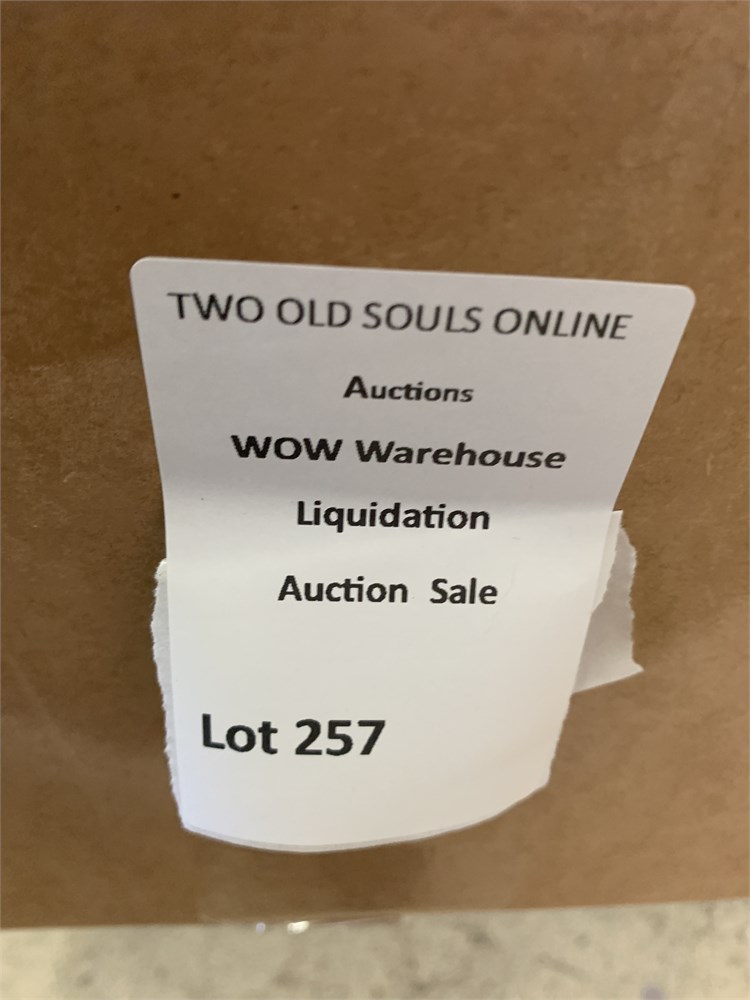 TWO OLD SOULS ONLINE
Auctions
WOW Warehouse
Liquidation
Auction Sale
Lot 257